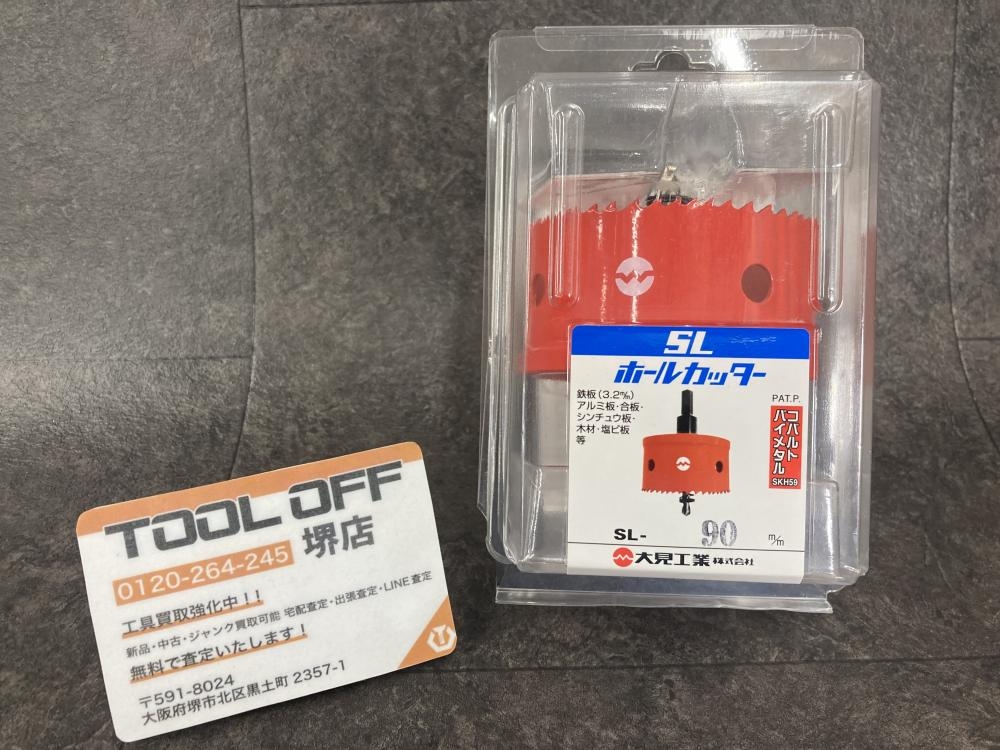 TOOL OFF
堺店
0120-264-245
工具買取強化中!!
新品・中古・ジャンク買取可能 宅配査定・出張査定・LINE査定
無料で査定いたします!
〒591-8024
大阪府堺市北区黒土町 2357-1
SL
ホールカッター
鉄板(3.2m/m)
アルミ板・合板・
シンチュウ板・
木材・塩ビ板
等
PAT.P.
コバルト
バイメタル
SKH59
SL- 90 m/m
大見工業株式会社